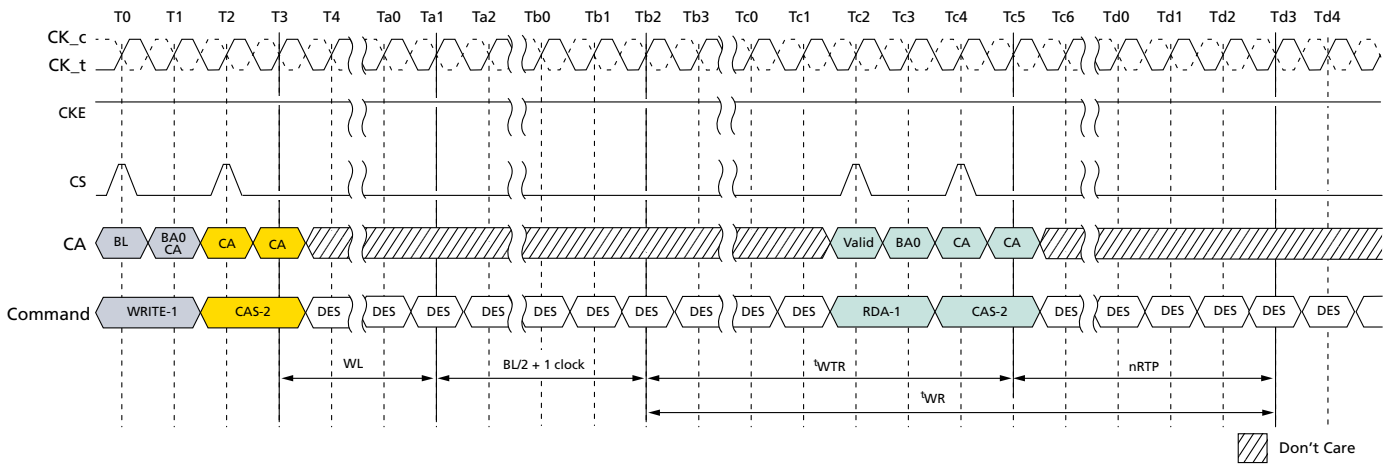 T0 T1 T2 T3 T4 Ta0 Ta1 Ta2 Tb0 Tb1 Tb2 Tb3 Tc0 Tc1 Tc2 Tc3 Tc4 Tc5 Tc6 Td0 Td1 Td2 Td3 Td4
CK_c
CK_t
CKE
CS
CA BL BA0 CA CA CA Valid BA0 CA CA
Command WRITE-1 CAS-2 DES DES DES DES DES DES DES DES DES DES RDA-1 CAS-2 DES DES DES DES DES DES
WL BL/2 + 1 clock tWTR nRTP
tWR
Don't Care